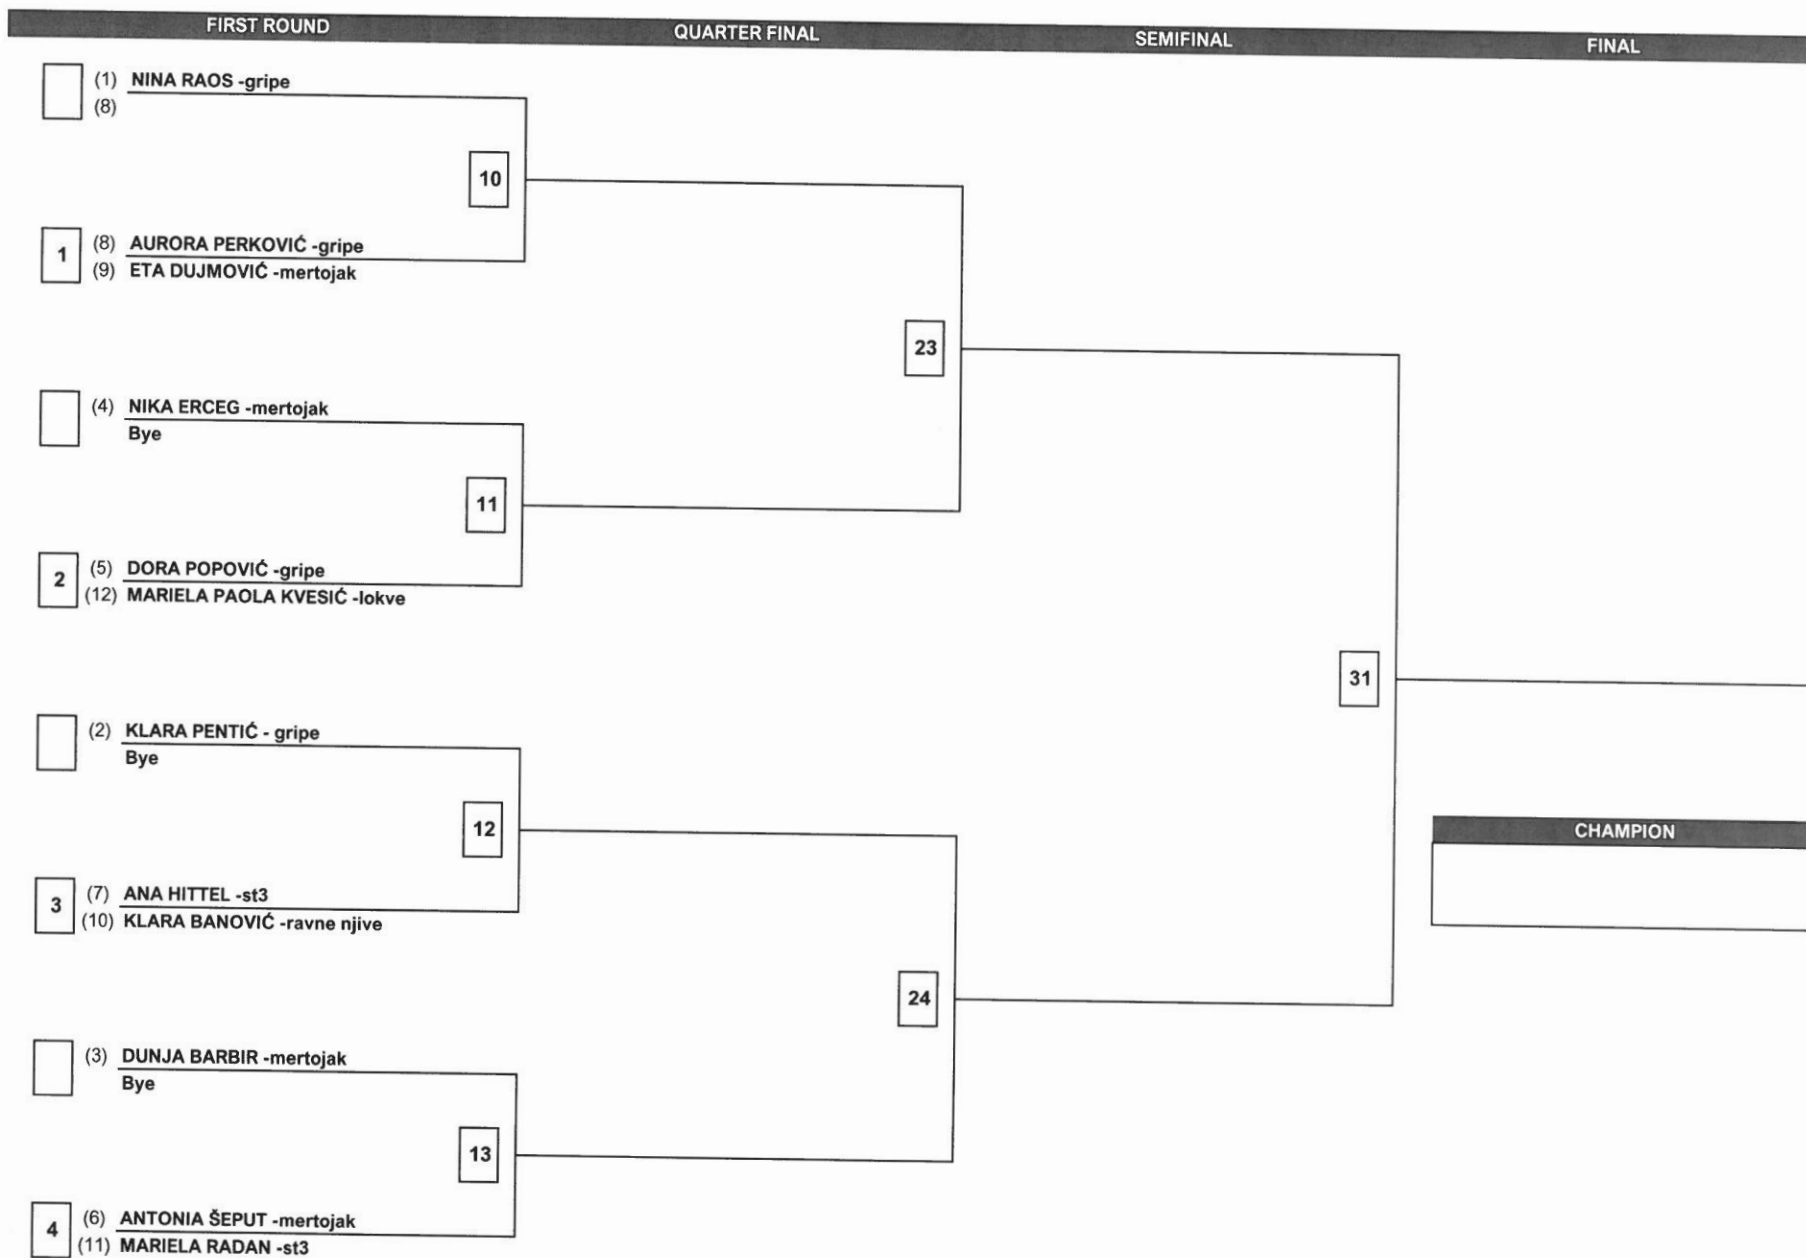 FIRST ROUND QUARTER FINAL SEMIFINAL FINAL
(1) NINA RAOS -gripe
(8)
10
1 (8) AURORA PERKOVIĆ -gripe
(9) ETA DUJMOVIĆ -mertojak
23
(4) NIKA ERCEG -mertojak
Bye
11
2 (5) DORA POPOVIĆ -gripe
(12) MARIELA PAOLA KVESIĆ -lokve
31
(2) KLARA PENTIĆ - gripe
Bye
12
CHAMPION
3 (7) ANA HITTEL -st3
(10) KLARA BANOVIĆ -ravne njive
24
(3) DUNJA BARBIR -mertojak
Bye
13
4 (6) ANTONIA ŠEPUT -mertojak
(11) MARIELA RADAN -st3